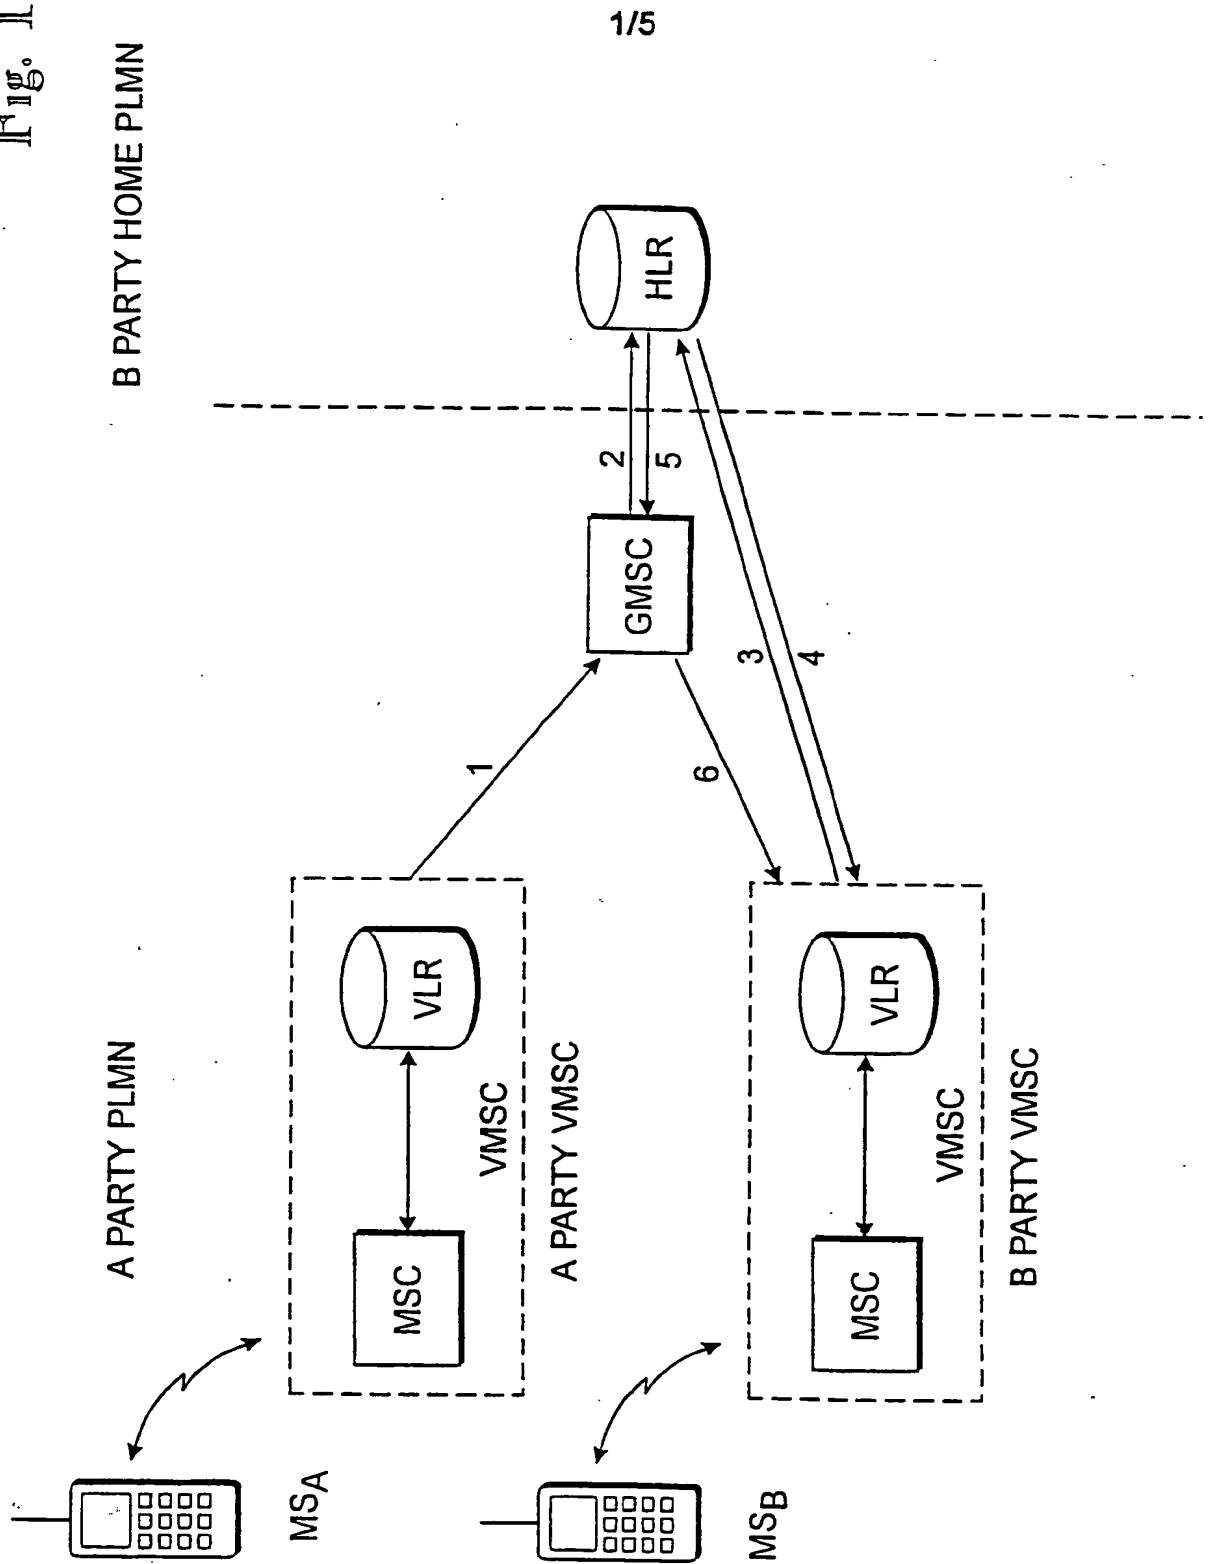 1/5
Fig. 1
A PARTY PLMN
B PARTY HOME PLMN
MSA
MSC
VLR
VMSC
A PARTY VMSC
1
GMSC
2
5
HLR
6
3
4
MSB
MSC
VLR
VMSC
B PARTY VMSC